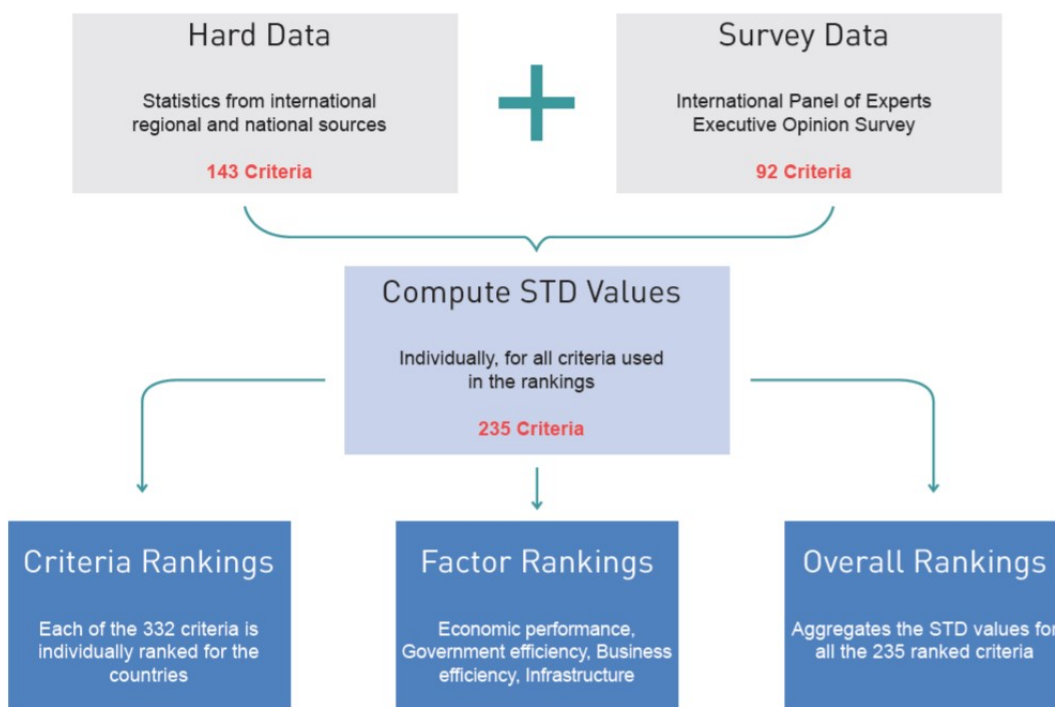 Hard Data
Statistics from international
regional and national sources
143 Criteria
Survey Data
International Panel of Experts
Executive Opinion Survey
92 Criteria
Compute STD Values
Individually, for all criteria used
in the rankings
235 Criteria
Criteria Rankings
Each of the 332 criteria is
individually ranked for the
countries
Factor Rankings
Economic performance,
Government efficiency, Business
efficiency, Infrastructure
Overall Rankings
Aggregates the STD values for
all the 235 ranked criteria